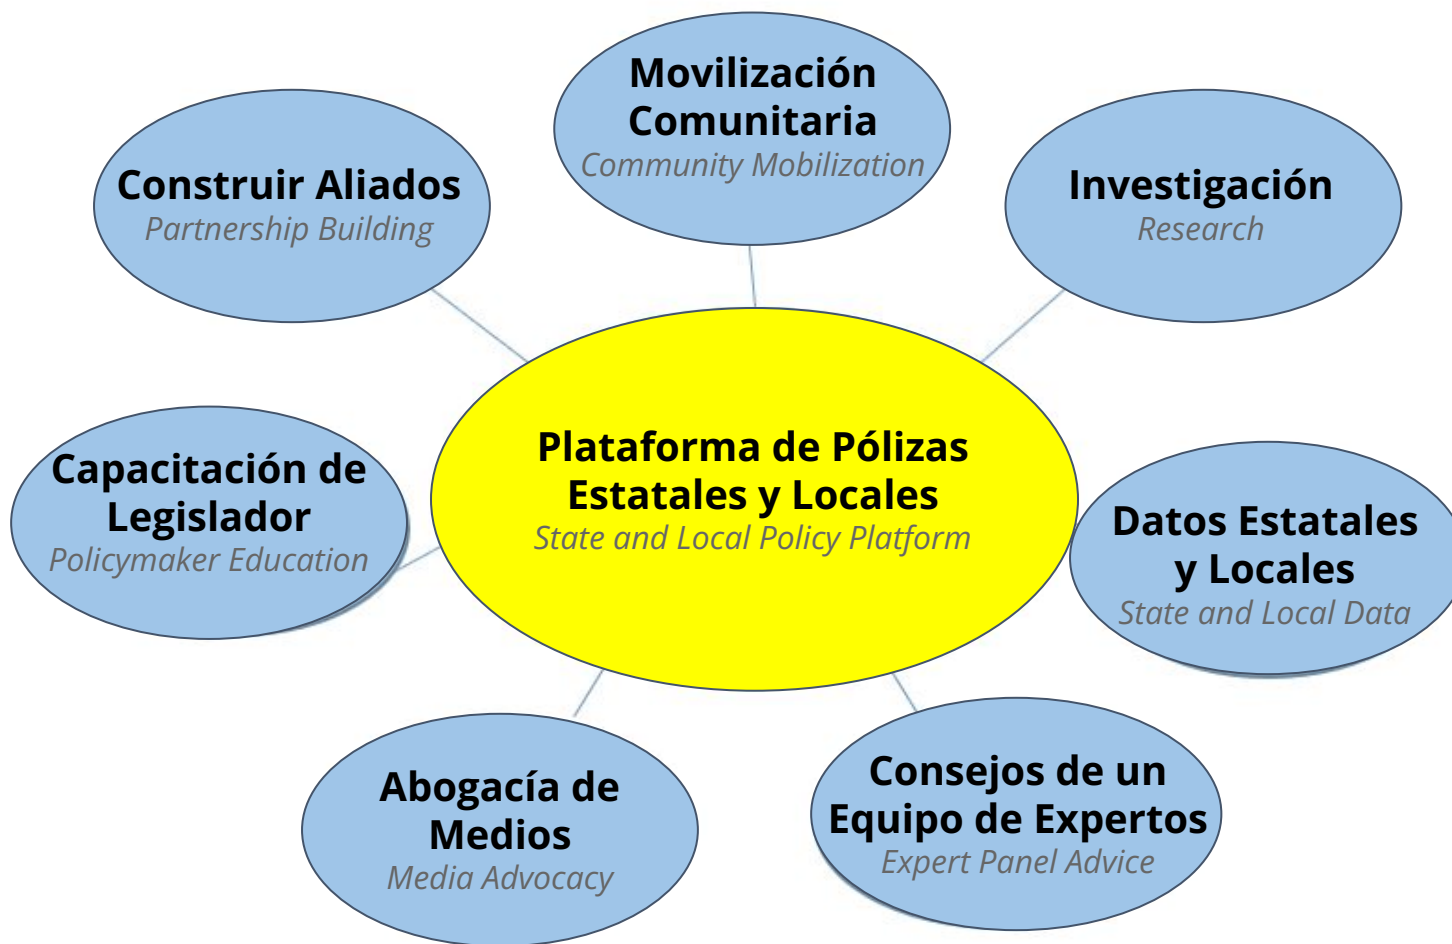 Movilización
Comunitaria
Community Mobilization
Construir Aliados
Partnership Building
Investigación
Research
Plataforma de Pólizas
Estatales y Locales
State and Local Policy Platform
Capacitación de
Legislador
Policymaker Education
Datos Estatales
y Locales
State and Local Data
Abogacía de
Medios
Media Advocacy
Consejos de un
Equipo de Expertos
Expert Panel Advice